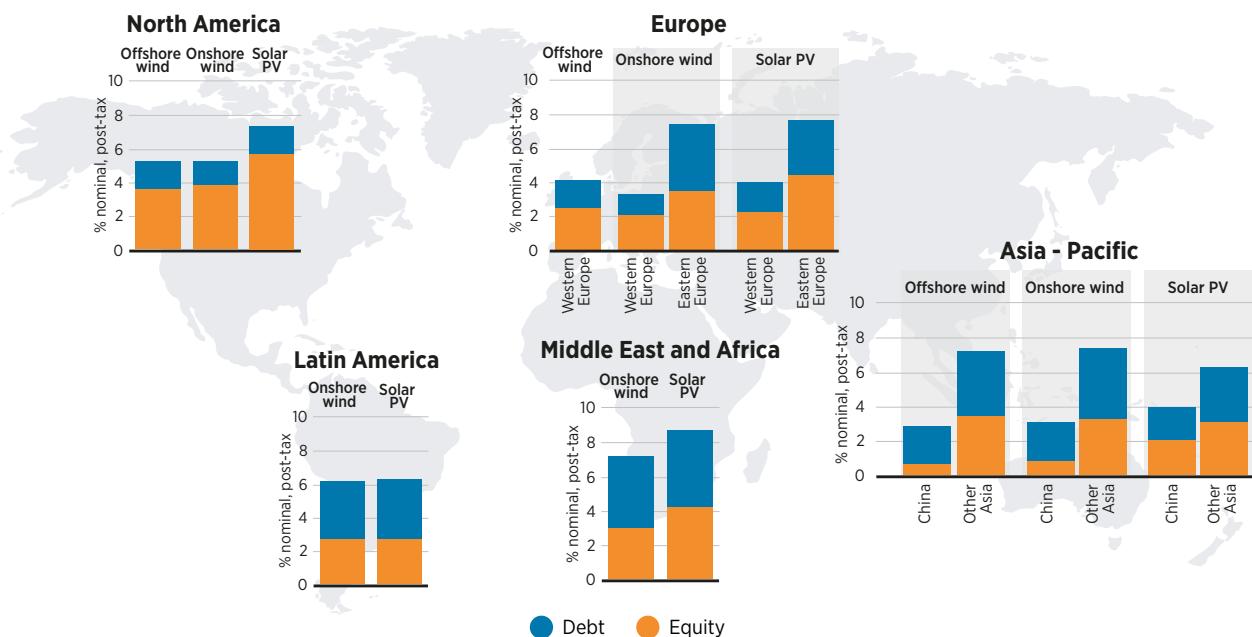 North America
Offshore wind
Onshore wind
Solar PV
% nominal, post-tax
10
8
6
4
2
0
Europe
Offshore wind
Onshore wind
Solar PV
% nominal, post-tax
10
8
6
4
2
0
Western Europe
Western Europe
Eastern Europe
Western Europe
Eastern Europe
Asia - Pacific
Offshore wind
Onshore wind
Solar PV
% nominal, post-tax
10
8
6
4
2
0
China
Other Asia
China
Other Asia
China
Other Asia
Latin America
Onshore wind
Solar PV
% nominal, post-tax
10
8
6
4
2
0
Middle East and Africa
Onshore wind
Solar PV
% nominal, post-tax
10
8
6
4
2
0
Debt
Equity